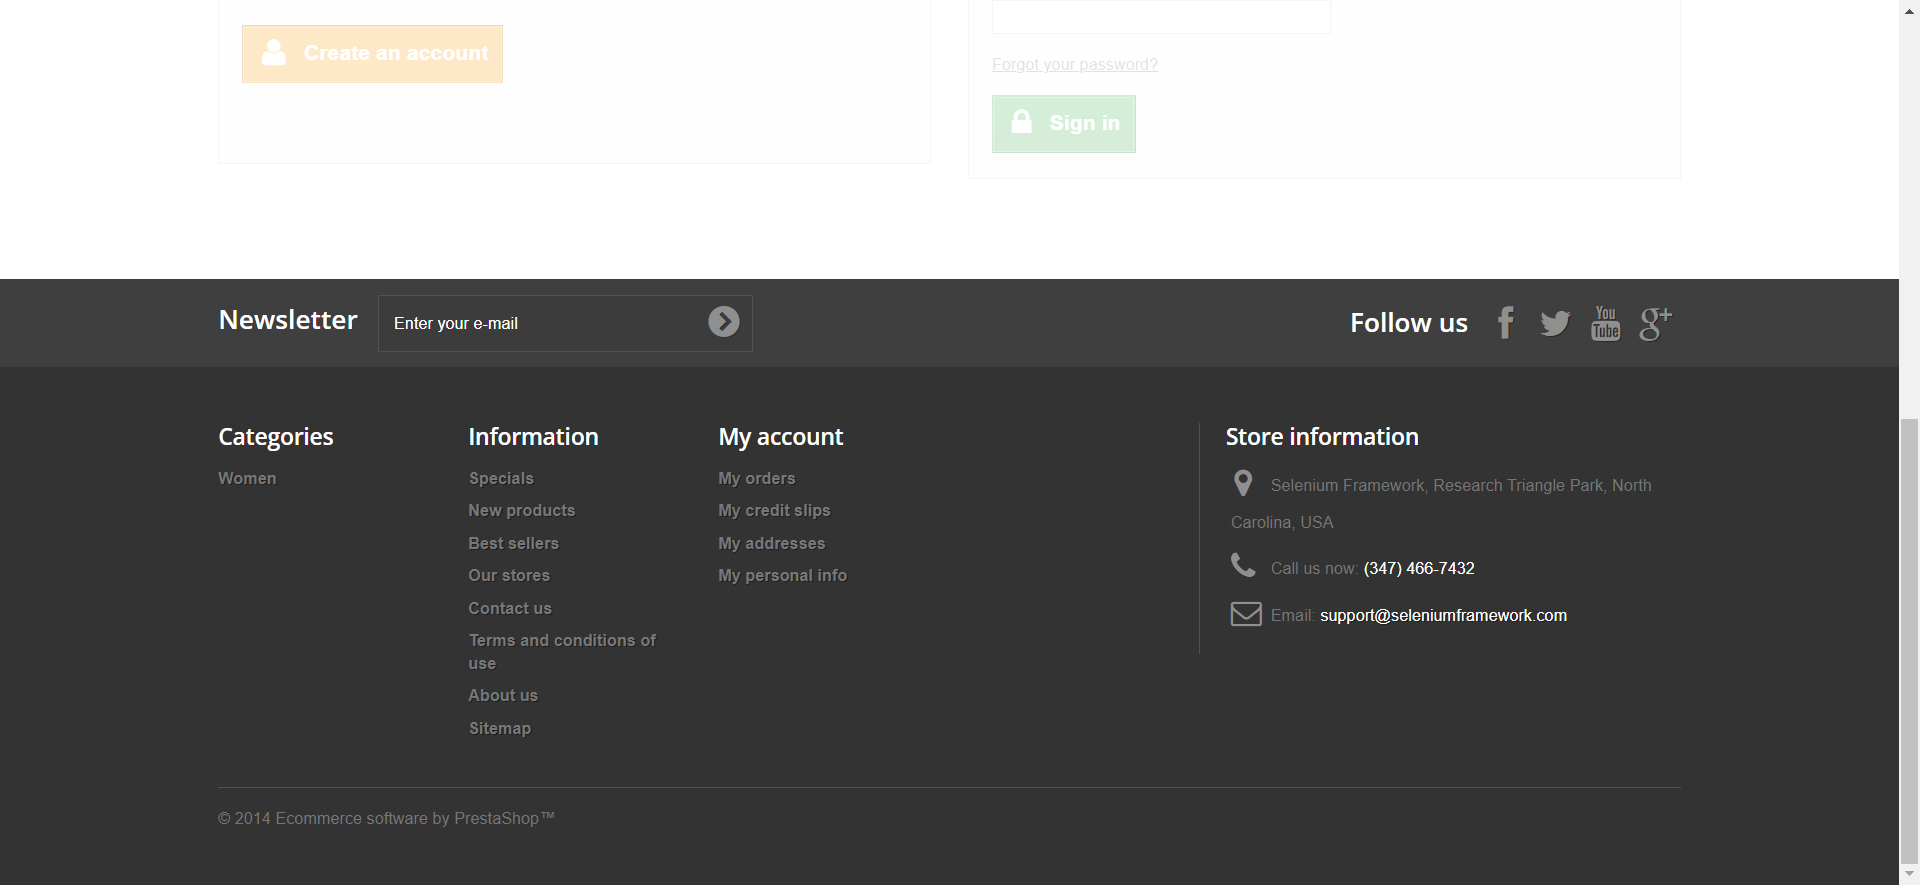 Create an account
Forgot your password?
Sign in
Newsletter
Enter your e-mail
Follow us
You
Tube
g+
Categories
Women
Information
Specials
New products
Best sellers
Our stores
Contact us
Terms and conditions of
use
About us
Sitemap
My account
My orders
My credit slips
My addresses
My personal info
Store information
Selenium Framework, Research Triangle Park, North
Carolina, USA
Call us now: (347) 466-7432
Email: support@seleniumframework.com
© 2014 Ecommerce software by PrestaShop™